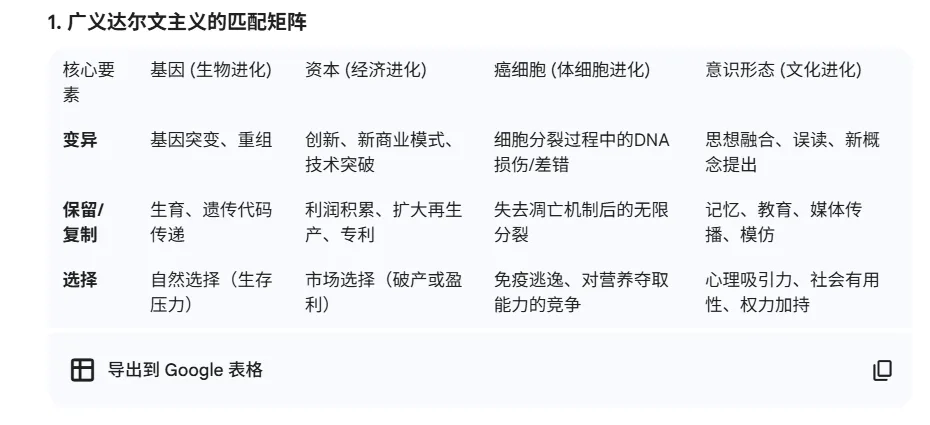 1. 广义达尔文主义的匹配矩阵
核心要素 基因 (生物进化) 资本 (经济进化) 癌细胞 (体细胞进化) 意识形态 (文化进化)
变异 基因突变、重组 创新、新商业模式、技术突破 细胞分裂过程中的DNA损伤/差错 思想融合、误读、新概念提出
保留/复制 生育、遗传代码传递 利润积累、扩大再生产、专利 失去凋亡机制后的无限分裂 记忆、教育、媒体传播、模仿
选择 自然选择（生存压力） 市场选择（破产或盈利） 免疫逃逸、对营养夺取能力的竞争 心理吸引力、社会有用性、权力加持
导出到 Google 表格